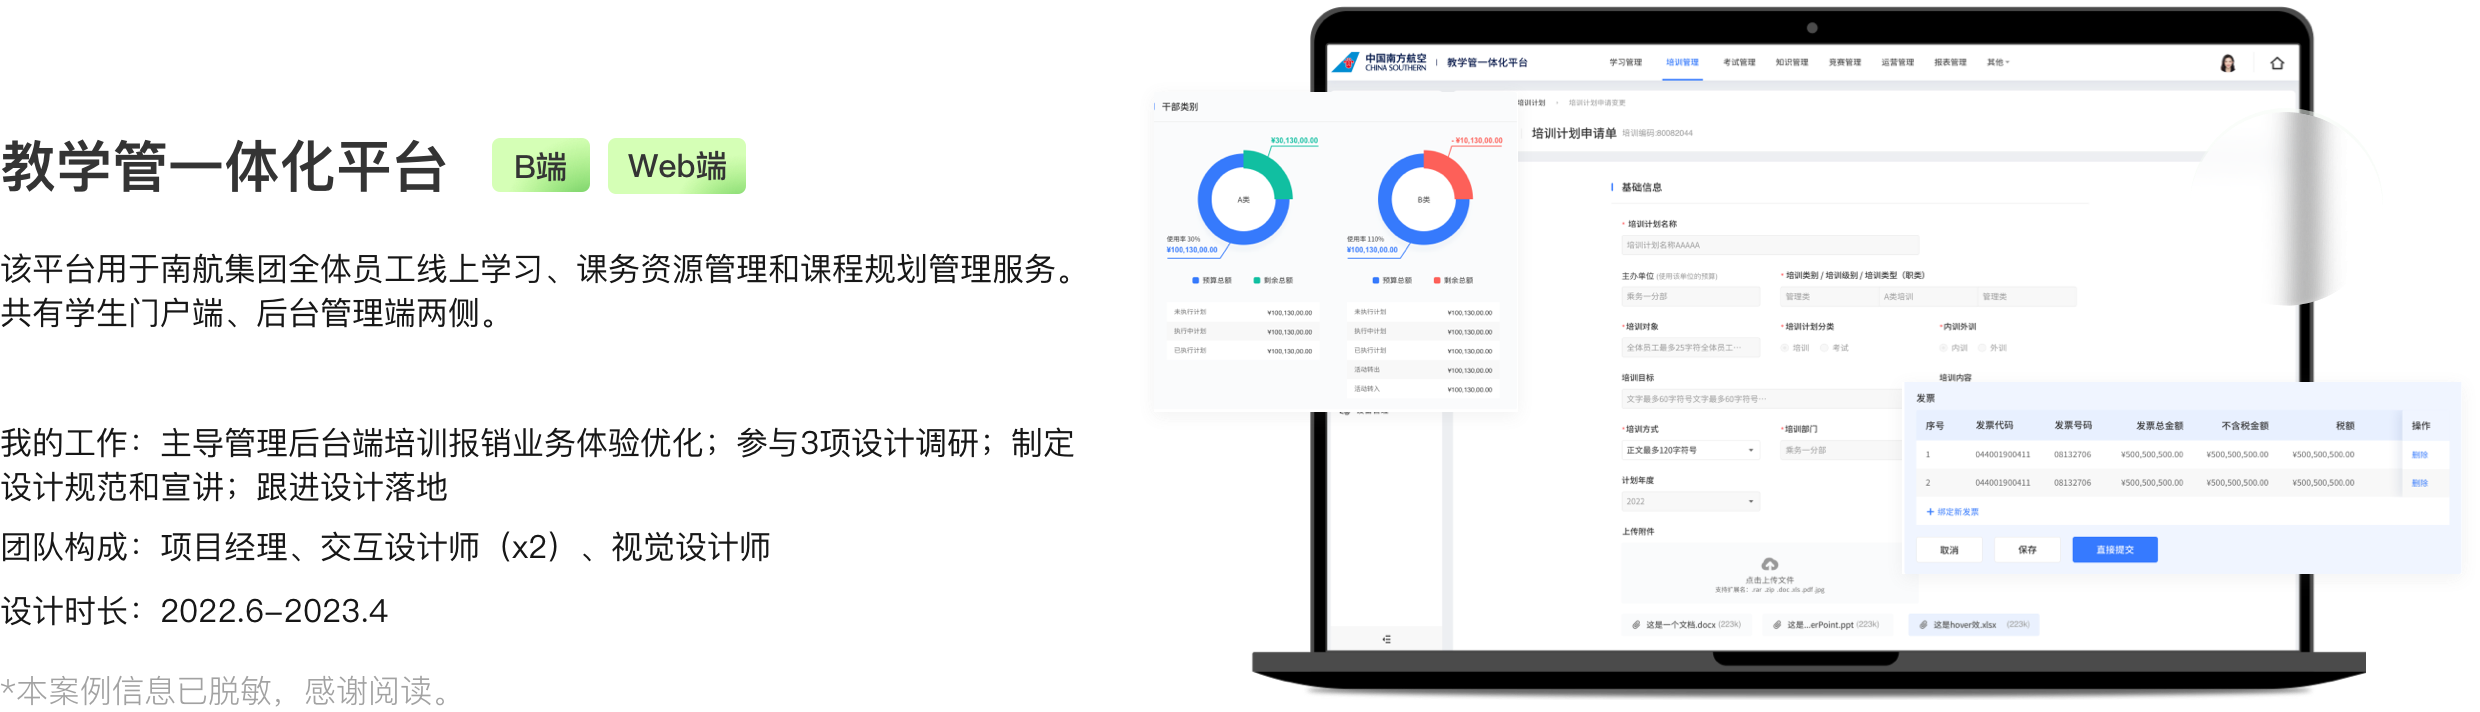 教学管一体化平台
B端
Web端
该平台用于南航集团全体员工线上学习、课务资源管理和课程规划管理服务。
共有学生门户端、后台管理端两侧。
我的工作：主导管理后台端培训报销业务体验优化；参与3项设计调研；制定
设计规范和宣讲；跟进设计落地
团队构成：项目经理、交互设计师（x2）、视觉设计师
设计时长：2022.6-2023.4
*本案例信息已脱敏，感谢阅读。
中国南方航空
CHINA SOUTHERN
教学管一体化平台
学习管理 培训管理 考试管理 知识管理 竞赛管理 运营管理 报表管理 其他
干部类别
¥30,130,00.00
A类
使用率 30%
¥100,130,00.00
预算总额 剩余总额
未执行计划 ¥100,130,00.00
执行中计划 ¥100,130,00.00
已执行计划 ¥100,130,00.00
-¥10,130,00.00
B类
使用率 110%
¥100,130,00.00
预算总额 剩余总额
未执行计划 ¥100,130,00.00
执行中计划 ¥100,130,00.00
已执行计划 ¥100,130,00.00
活动转出 ¥100,130,00.00
活动转入 ¥100,130,00.00
培训计划 培训计划申请变更
培训计划申请单 培训编码:80082044
基础信息
* 培训计划名称
培训计划名称AAAAA
主办单位 (使用该单位的预算) * 培训类别 / 培训级别 / 培训类型（职类）
乘务一分部 管理类 A类培训 管理类
*培训对象 *培训计划分类 *内训外训
全体员工最多25字符全体员工… 培训 考试 内训 外训
培训目标 培训内容
文字最多60字符号文字最多60字符号…
*培训方式 *培训部门
正文最多120字符号 乘务一分部
计划年度
2022
上传附件
点击上传文件
支持扩展名：.rar .zip .doc .xls .pdf .jpg
这是一个文档.docx (223k) 这是...erPoint.ppt (223k) 这是hover效.xlsx (223k)
发票
序号 发票代码 发票号码 发票总金额 不含税金额 税额 操作
1 044001900411 08132706 ¥500,500,500.00 ¥500,500,500.00 ¥500,500,500.00 删除
2 044001900411 08132706 ¥500,500,500.00 ¥500,500,500.00 ¥500,500,500.00 删除
+ 绑定新发票
取消 保存 直接提交